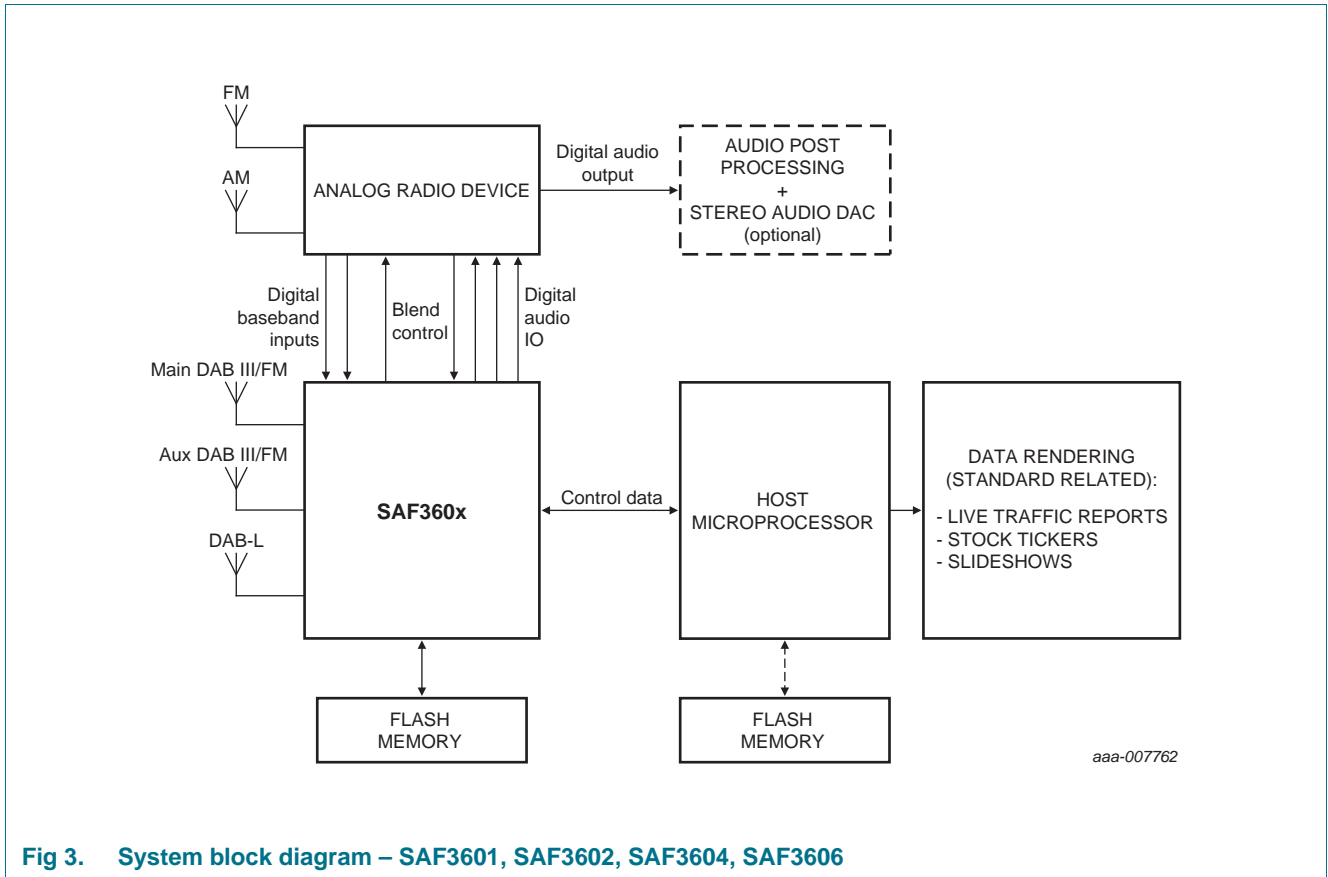 FM
AM
ANALOG RADIO DEVICE
Digital audio
output
AUDIO POST
PROCESSING
+
STEREO AUDIO DAC
(optional)
Digital
baseband
inputs
Blend
control
Digital
audio
IO
Main DAB III/FM
Aux DAB III/FM
DAB-L
SAF360x
Control data
HOST
MICROPROCESSOR
DATA RENDERING
(STANDARD RELATED):
- LIVE TRAFFIC REPORTS
- STOCK TICKERS
- SLIDESHOWS
FLASH
MEMORY
FLASH
MEMORY
aaa-007762
Fig 3. System block diagram – SAF3601, SAF3602, SAF3604, SAF3606